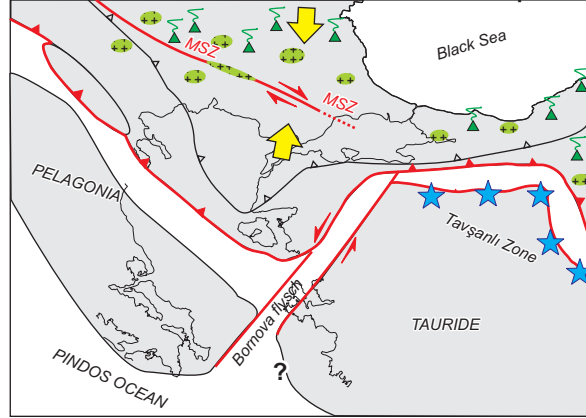 Black Sea
MSZ
MSZ
PELAGONIA
Tavşanlı Zone
Bornova flysch
TAURIDE
PINDOS OCEAN
?